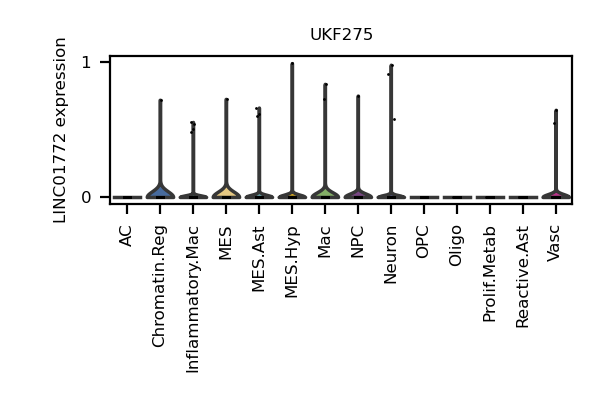 UKF275
LINC01772 expression
1
0
AC
Chromatin.Reg
Inflammatory.Mac
MES
MES.Ast
MES.Hyp
Mac
NPC
Neuron
OPC
Oligo
Prolif.Metab
Reactive.Ast
Vasc